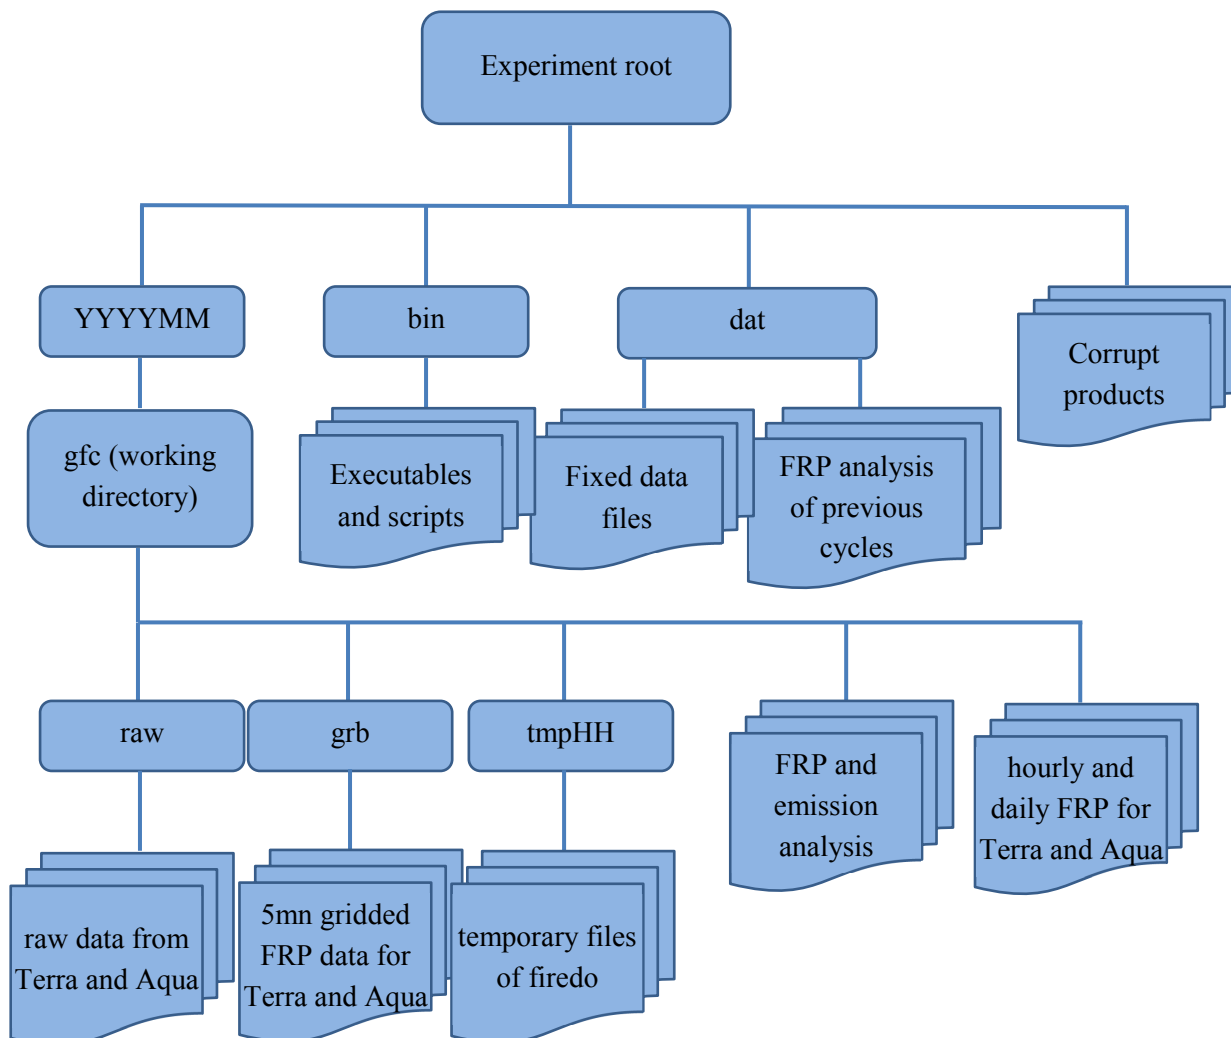 Experiment root
YYYYMM
bin
dat
Corrupt
products
gfc (working
directory)
Executables
and scripts
Fixed data
files
FRP analysis
of previous
cycles
raw
grb
tmpHH
FRP and
emission
analysis
hourly and
daily FRP for
Terra and Aqua
raw data from
Terra and Aqua
5mn gridded
FRP data for
Terra and Aqua
temporary files
of firedo